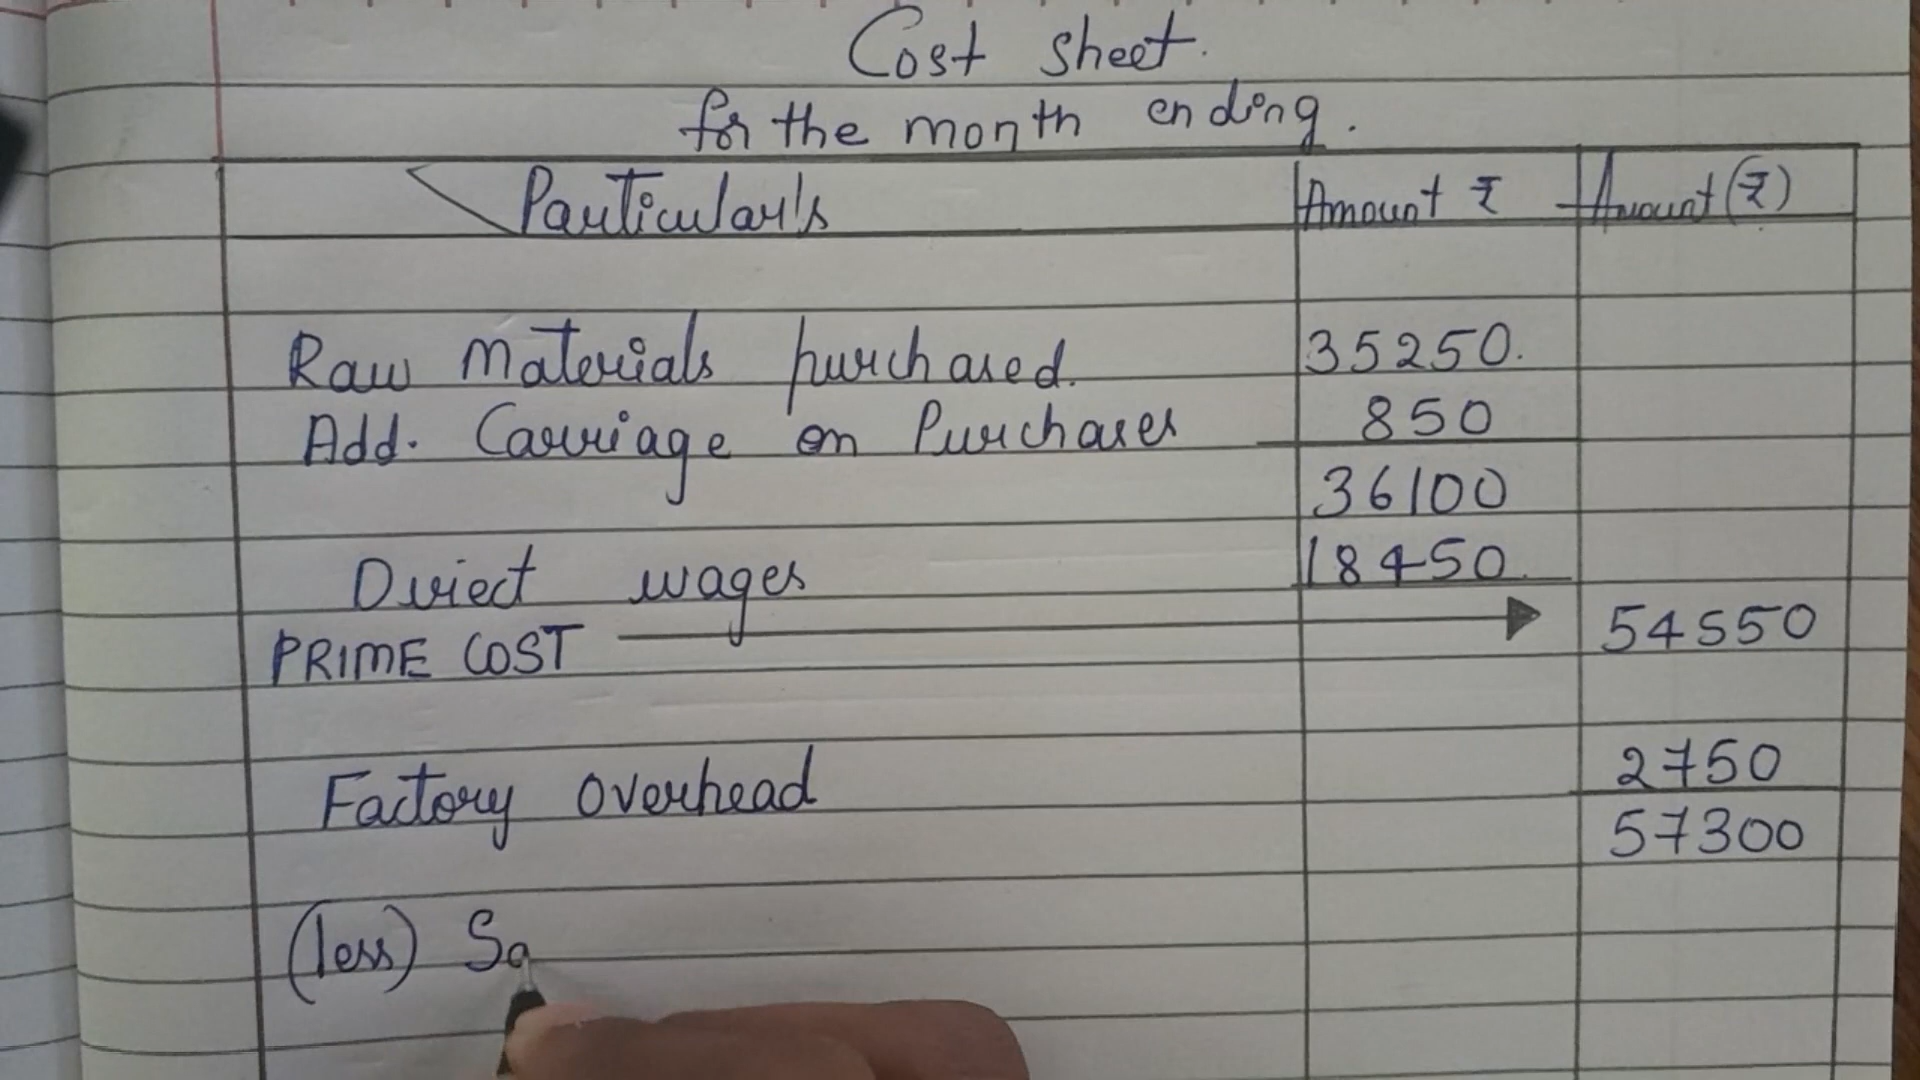 Cost sheet.
for the month ending.
Particulars Amount ₹ Amount (₹)
Raw Materials purchased. 35250.
Add. Carriage on Purchases 850
36100
Direct wages 18450.
PRIME COST 54550
Factory overhead 2750
57300
(less) Sa